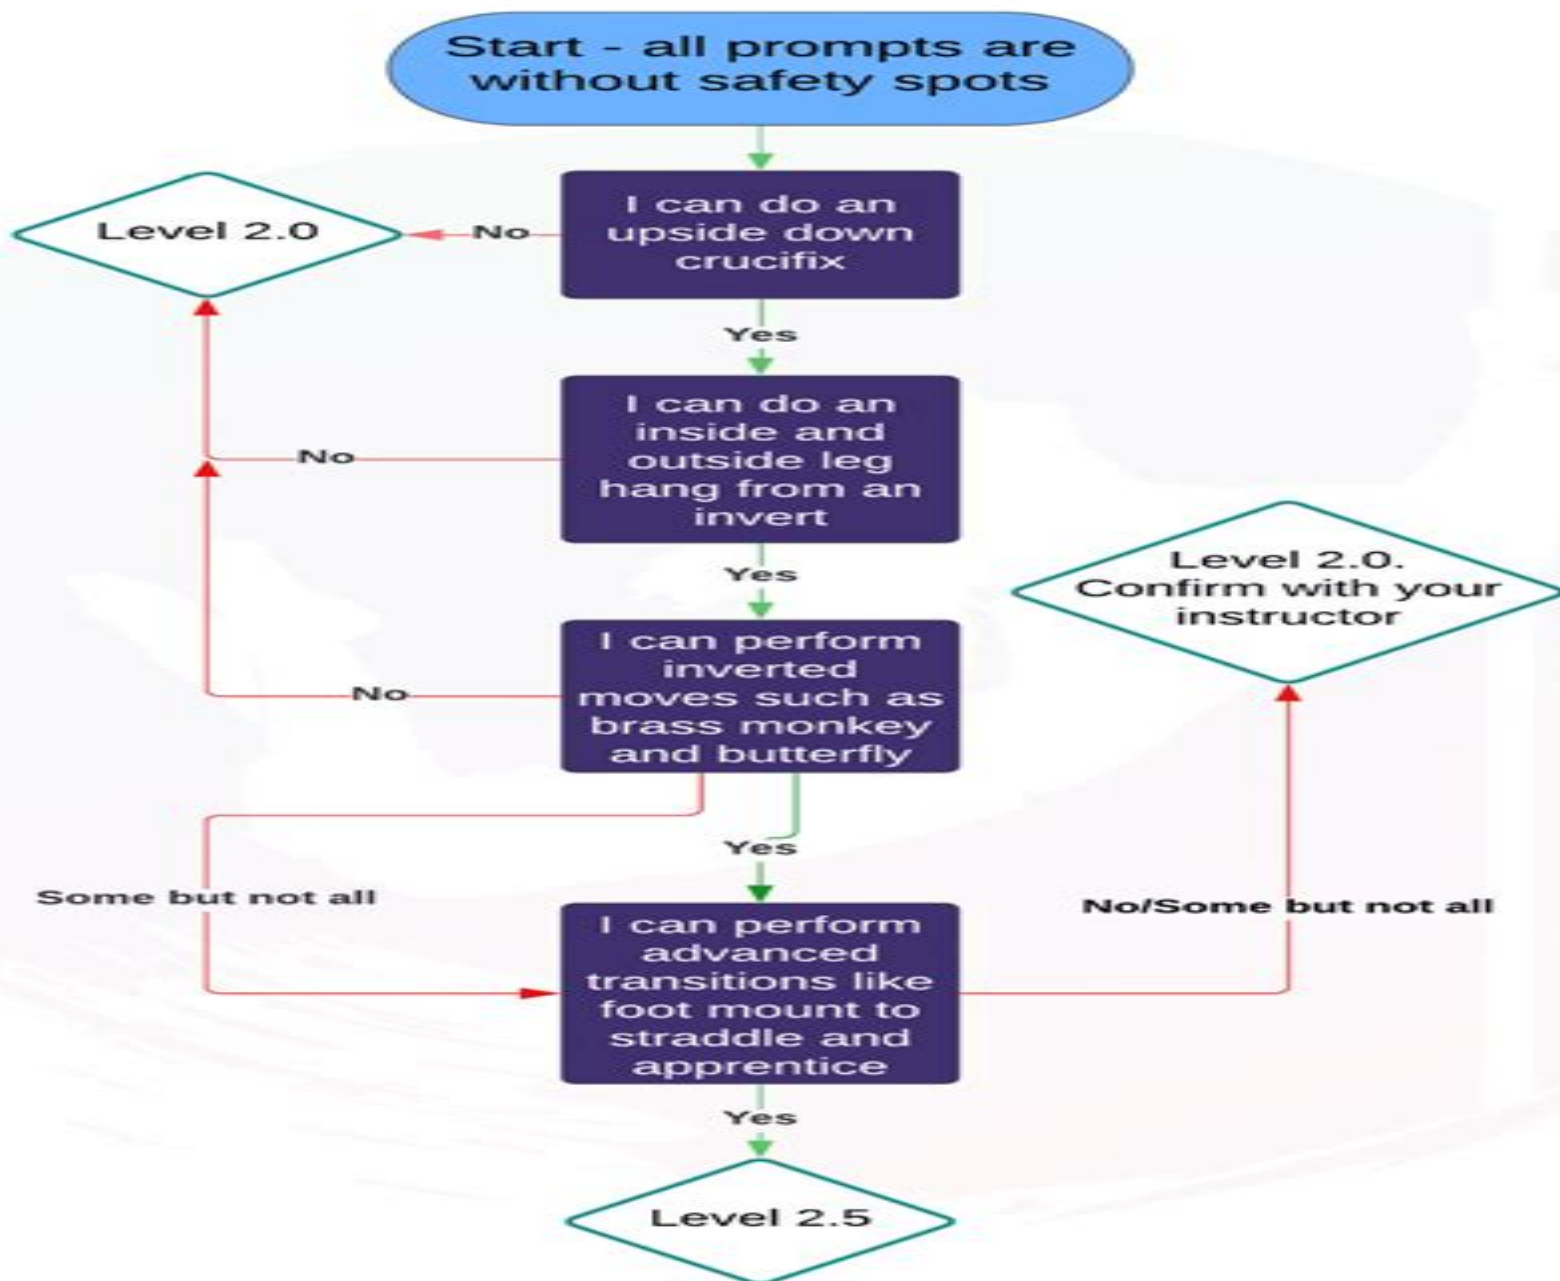 Start - all prompts are
without safety spots
I can do an
upside down
crucifix
No
Level 2.0
Yes
I can do an
inside and
outside leg
hang from an
invert
No
Yes
Level 2.0.
Confirm with your
instructor
I can perform
inverted
moves such as
brass monkey
and butterfly
No
Yes
Some but not all
No/Some but not all
I can perform
advanced
transitions like
foot mount to
straddle and
apprentice
Yes
Level 2.5